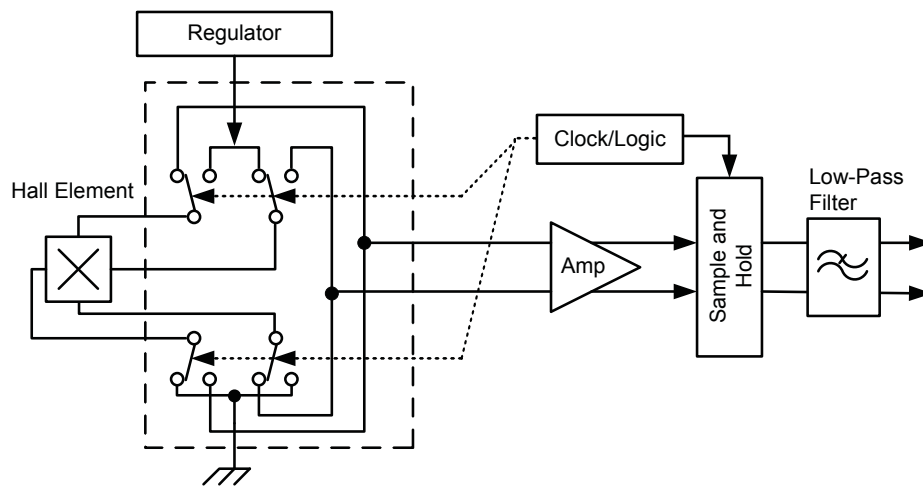 Regulator
Clock/Logic
Hall Element
Low-Pass
Filter
Amp
Sample and
Hold